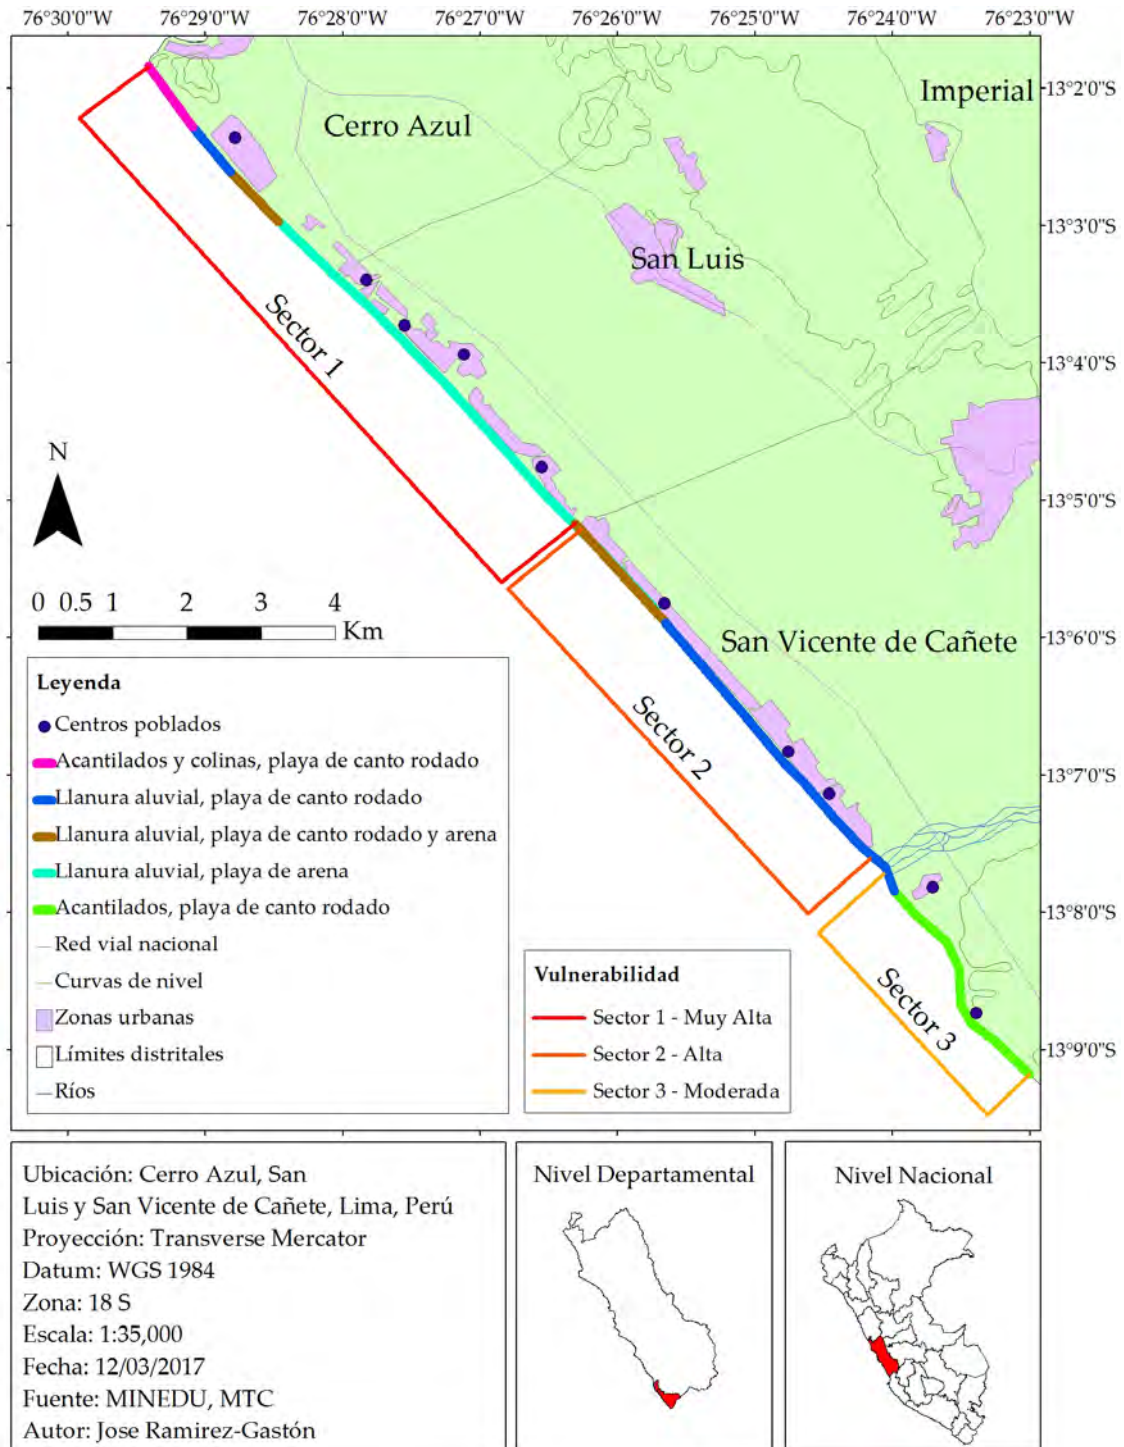 76°30'0"W 76°29'0"W 76°28'0"W 76°27'0"W 76°26'0"W 76°25'0"W 76°24'0"W 76°23'0"W
13°2'0"S
Imperial
Cerro Azul
13°3'0"S
San Luis
Sector 1
13°4'0"S
N
13°5'0"S
0 0.5 1 2 3 4
Km
13°6'0"S
San Vicente de Cañete
Sector 2
13°7'0"S
13°8'0"S
Sector 3
13°9'0"S
Leyenda
Centros poblados
Acantilados y colinas, playa de canto rodado
Llanura aluvial, playa de canto rodado
Llanura aluvial, playa de canto rodado y arena
Llanura aluvial, playa de arena
Acantilados, playa de canto rodado
Red vial nacional
Curvas de nivel
Zonas urbanas
Límites distritales
Ríos
Vulnerabilidad
Sector 1 - Muy Alta
Sector 2 - Alta
Sector 3 - Moderada
Ubicación: Cerro Azul, San
Luis y San Vicente de Cañete, Lima, Perú
Proyección: Transverse Mercator
Datum: WGS 1984
Zona: 18 S
Escala: 1:35,000
Fecha: 12/03/2017
Fuente: MINEDU, MTC
Autor: Jose Ramirez-Gastón
Nivel Departamental
Nivel Nacional